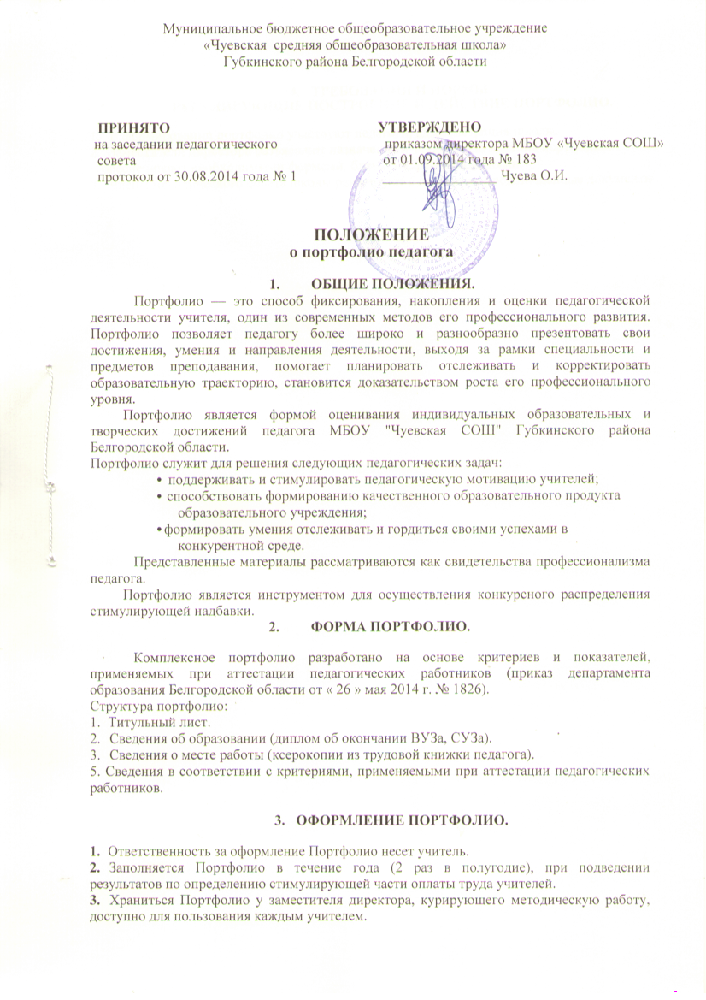 Муниципальное бюджетное общеобразовательное учреждение
«Чуевская средняя общеобразовательная школа»
Губкинского района Белгородской области
ПРИНЯТО
на заседании педагогического
совета
протокол от 30.08.2014 года № 1
УТВЕРЖДЕНО
приказом директора МБОУ «Чуевская СОШ»
от 01.09.2014 года № 183
________________ Чуева О.И.
ПОЛОЖЕНИЕ
о портфолио педагога
1. ОБЩИЕ ПОЛОЖЕНИЯ.
Портфолио — это способ фиксирования, накопления и оценки педагогической
деятельности учителя, один из современных методов его профессионального развития.
Портфолио позволяет педагогу более широко и разнообразно презентовать свои
достижения, умения и направления деятельности, выходя за рамки специальности и
предметов преподавания, помогает планировать отслеживать и корректировать
образовательную траекторию, становится доказательством роста его профессионального
уровня.
Портфолио является формой оценивания индивидуальных образовательных и
творческих достижений педагога МБОУ "Чуевская СОШ" Губкинского района
Белгородской области.
Портфолио служит для решения следующих педагогических задач:
• поддерживать и стимулировать педагогическую мотивацию учителей;
• способствовать формированию качественного образовательного продукта
образовательного учреждения;
•формировать умения отслеживать и гордиться своими успехами в
конкурентной среде.
Представленные материалы рассматриваются как свидетельства профессионализма
педагога.
Портфолио является инструментом для осуществления конкурсного распределения
стимулирующей надбавки.
2. ФОРМА ПОРТФОЛИО.
Комплексное портфолио разработано на основе критериев и показателей,
применяемых при аттестации педагогических работников (приказ департамента
образования Белгородской области от « 26 » мая 2014 г. № 1826).
Структура портфолио:
1. Титульный лист.
2. Сведения об образовании (диплом об окончании ВУЗа, СУЗа).
3. Сведения о месте работы (ксерокопии из трудовой книжки педагога).
5. Сведения в соответствии с критериями, применяемыми при аттестации педагогических
работников.
3. ОФОРМЛЕНИЕ ПОРТФОЛИО.
1. Ответственность за оформление Портфолио несет учитель.
2. Заполняется Портфолио в течение года (2 раз в полугодие), при подведении
результатов по определению стимулирующей части оплаты труда учителей.
3. Храниться Портфолио у заместителя директора, курирующего методическую работу,
доступно для пользования каждым учителем.